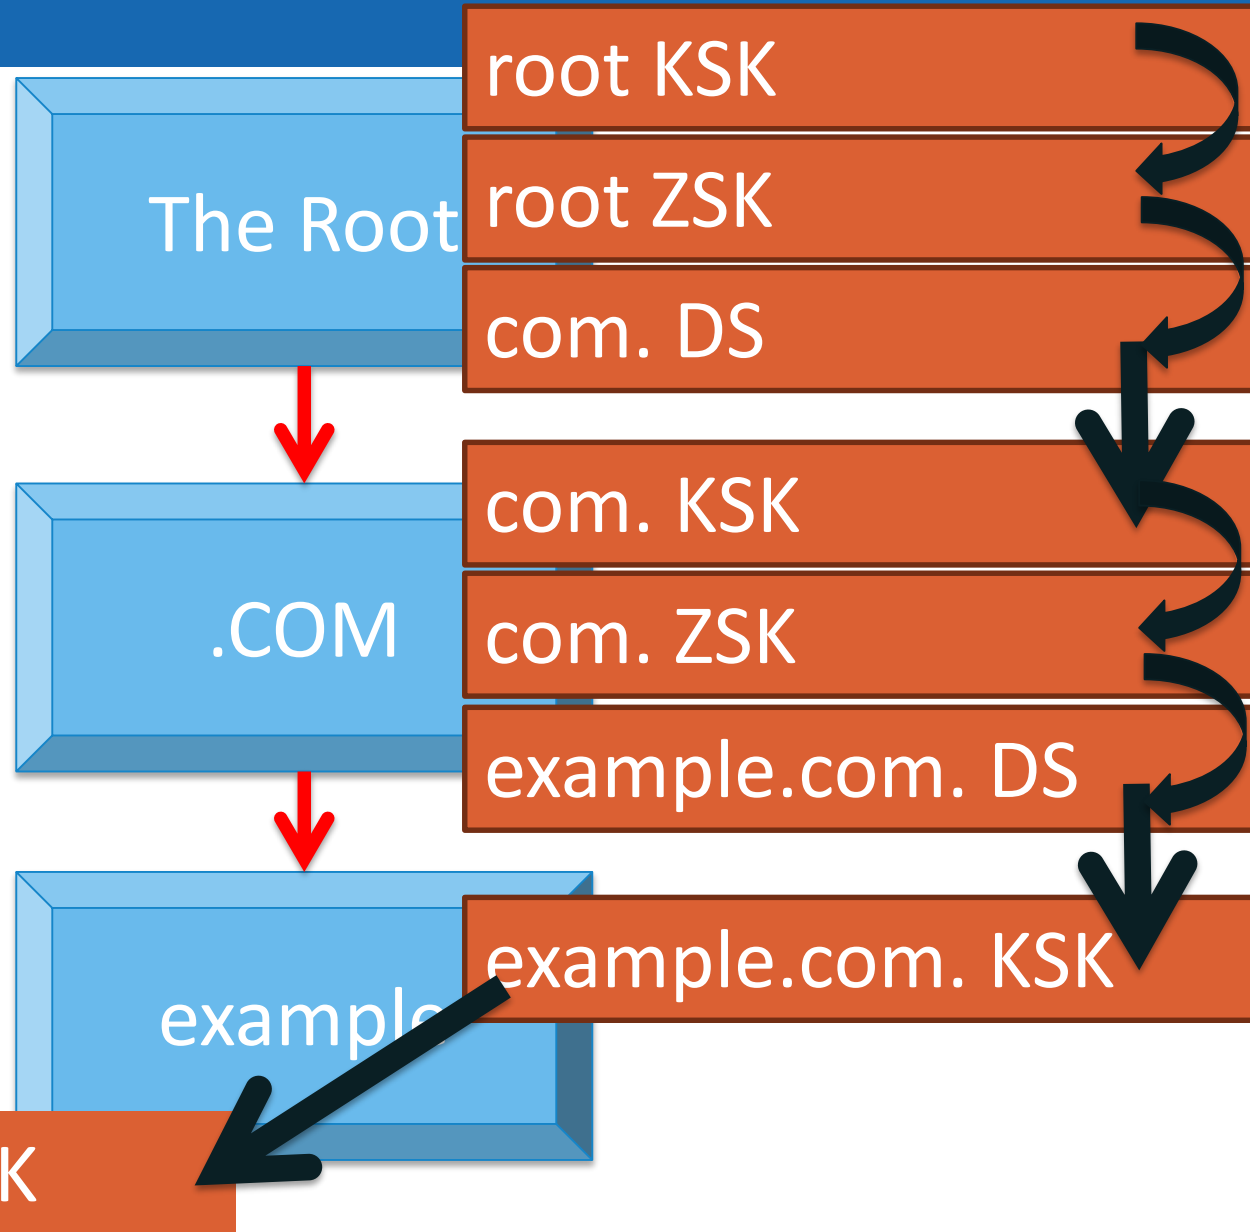 root KSK
The Root
root ZSK
com. DS
com. KSK
.COM
com. ZSK
example.com. DS
example.com. KSK
example
K